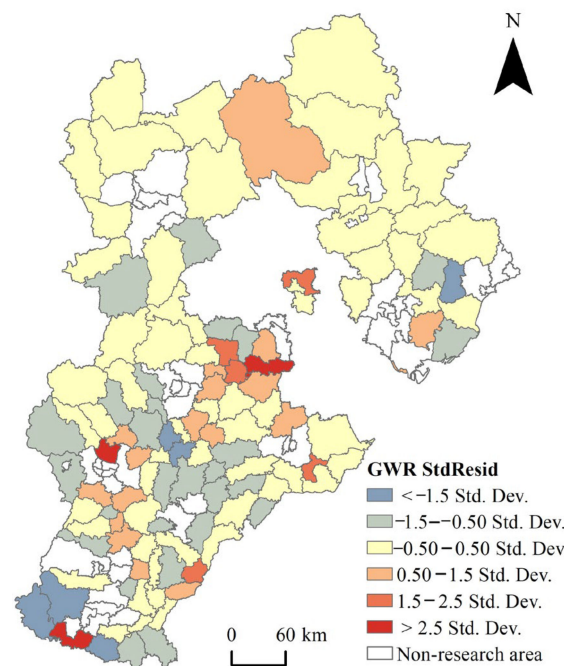 N
GWR StdResid
< −1.5 Std. Dev.
−1.5−−0.50 Std. Dev.
−0.50−0.50 Std. Dev
0.50−1.5 Std. Dev.
1.5−2.5 Std. Dev.
> 2.5 Std. Dev.
Non-research area
0 60 km